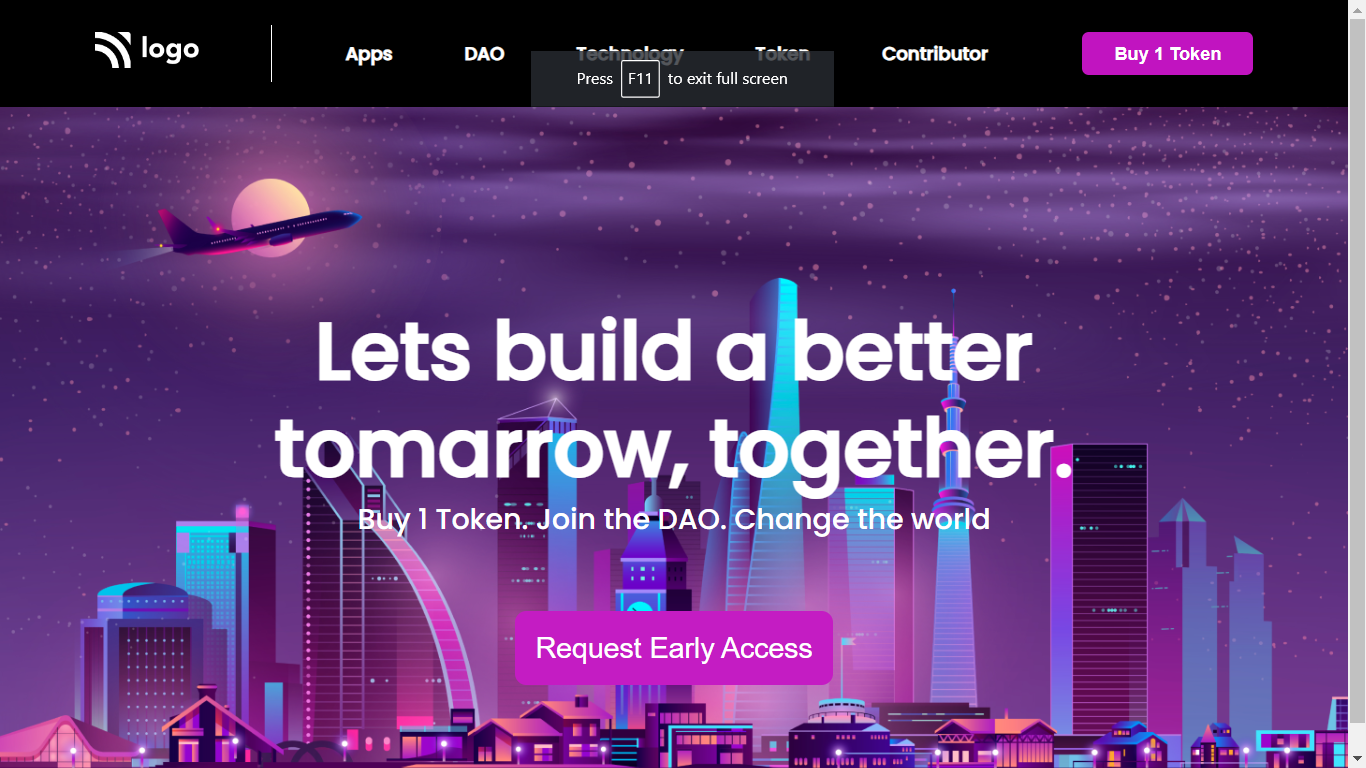 logo
Apps
DAO
Technology
Token
Contributor
Buy 1 Token
Press F11 to exit full screen
Lets build a better
tomarrow, together.
Buy 1 Token. Join the DAO. Change the world
Request Early Access